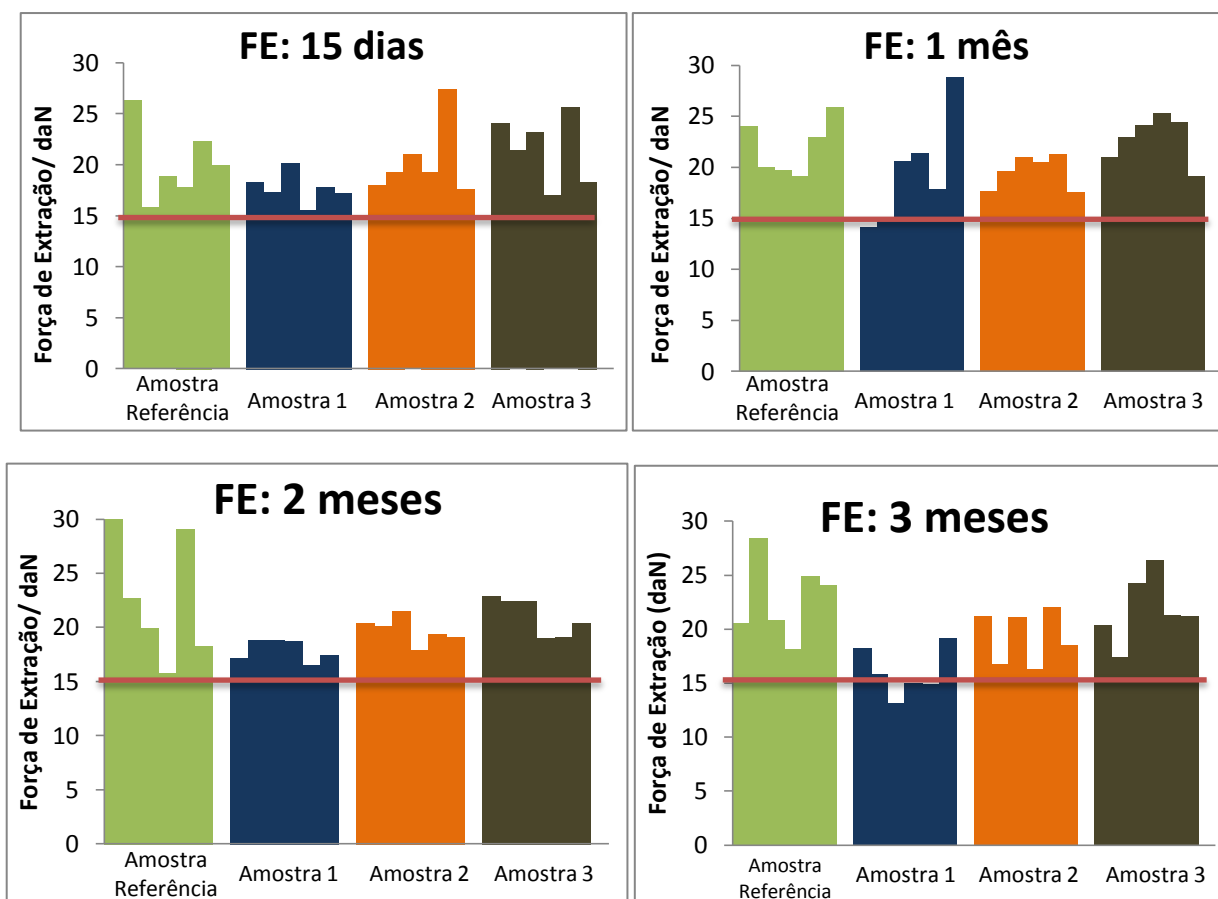 FE: 15 dias
Força de Extração/ daN
30
25
20
15
10
5
0
Amostra
Referência
Amostra 1
Amostra 2
Amostra 3
FE: 1 mês
Força de Extração/ daN
30
25
20
15
10
5
0
Amostra
Referência
Amostra 1
Amostra 2
Amostra 3
FE: 2 meses
Força de Extração/ daN
30
25
20
15
10
5
0
Amostra
Referência
Amostra 1
Amostra 2
Amostra 3
FE: 3 meses
Força de Extração (daN)
30
25
20
15
10
5
0
Amostra
Referência
Amostra 1
Amostra 2
Amostra 3